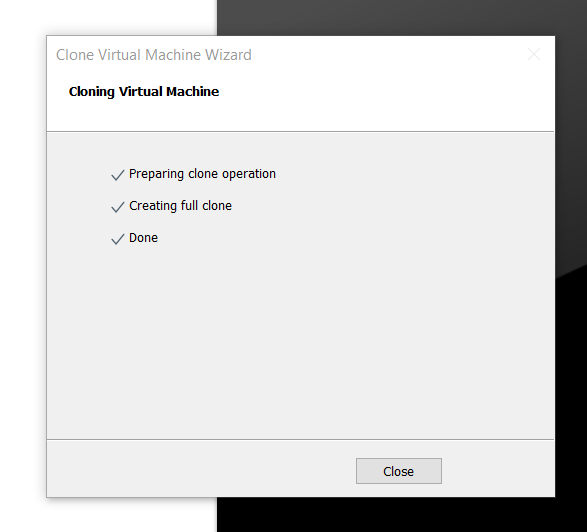 Clone Virtual Machine Wizard
Cloning Virtual Machine
Preparing clone operation
Creating full clone
Done
Close